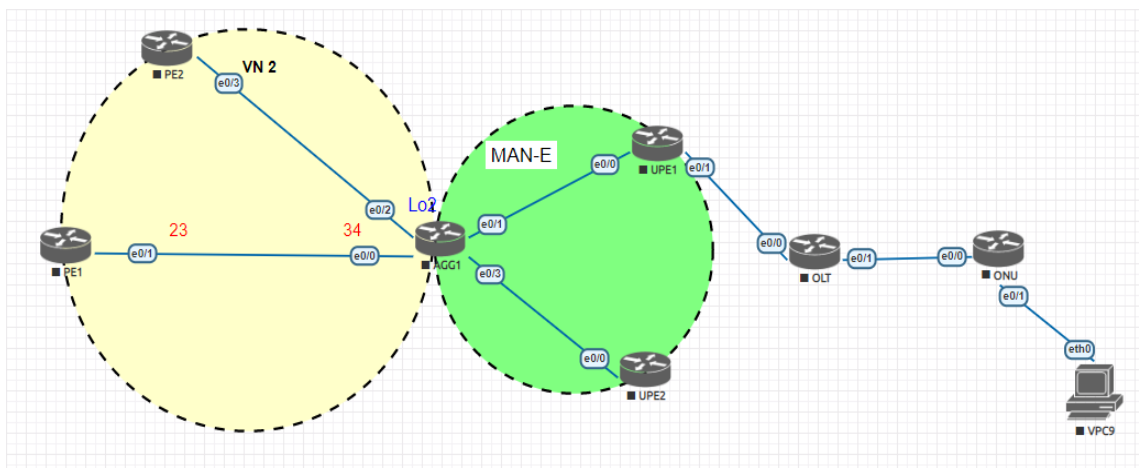 PE2
VN 2
e0/3
MAN-E
e0/0
UPE1
e0/1
Lo2
e0/2
e0/1
23
34
PE1
e0/1
e0/0
AGG1
e0/3
e0/0
OLT
e0/1
e0/0
ONU
e0/1
e0/0
UPE2
eth0
VPC9